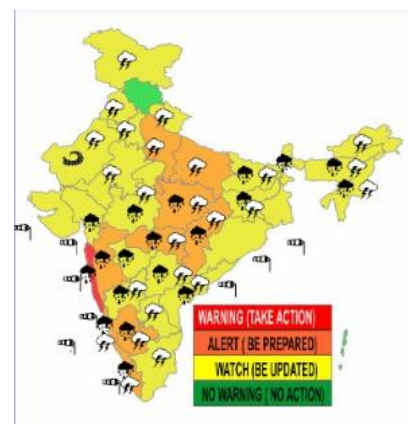 WARNING (TAKE ACTION)
ALERT ( BE PREPARED)
WATCH (BE UPDATED)
NO WARNING ( NO ACTION)